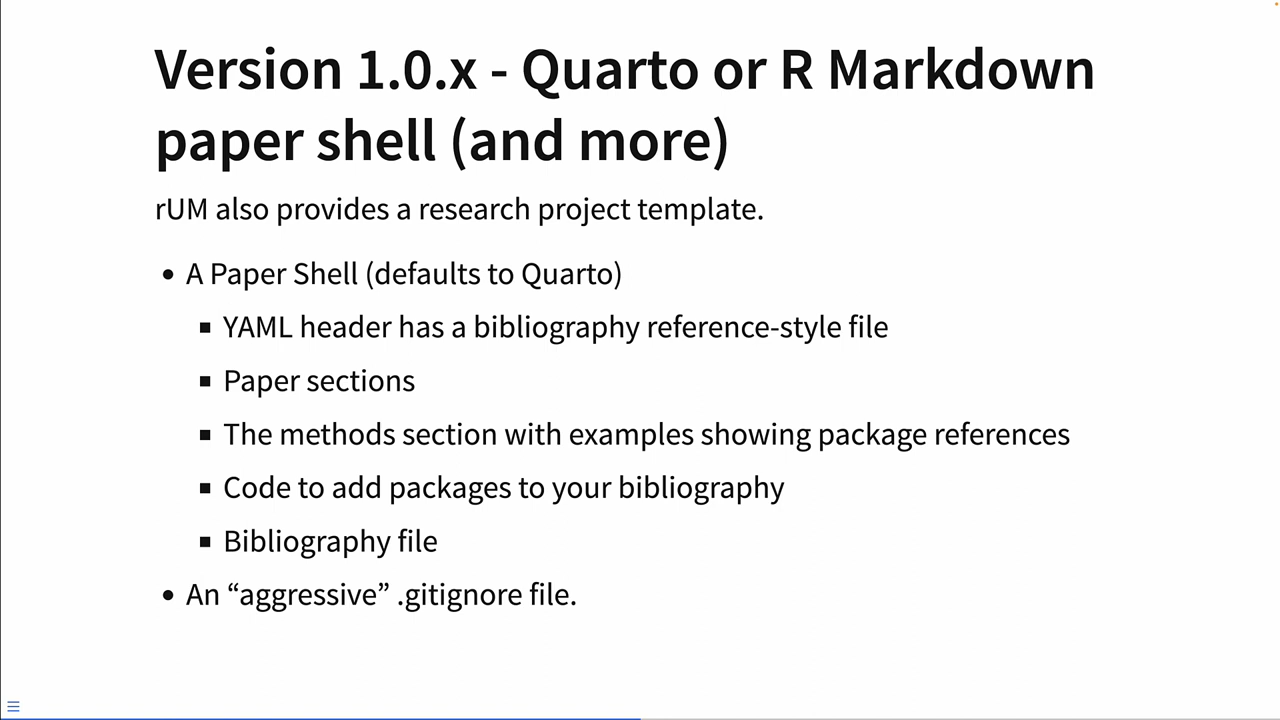 Version 1.0.x - Quarto or R Markdown
paper shell (and more)
rUM also provides a research project template.
• A Paper Shell (defaults to Quarto)
▪ YAML header has a bibliography reference-style file
▪ Paper sections
▪ The methods section with examples showing package references
▪ Code to add packages to your bibliography
▪ Bibliography file
• An “aggressive” .gitignore file.